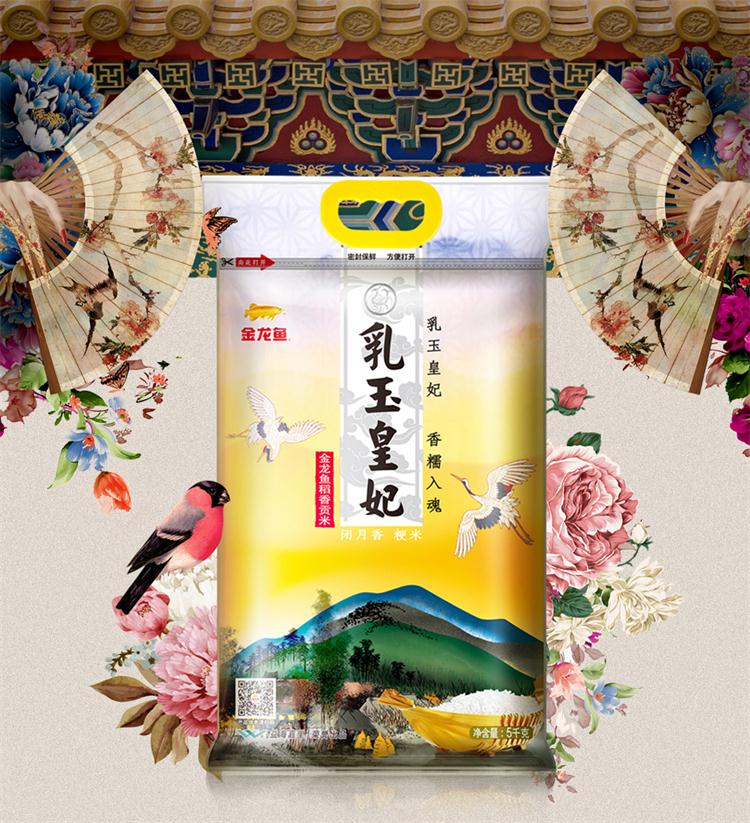 密封保鲜 方便打开
由此打开
金龙鱼
乳玉皇妃
乳玉皇妃 香糯入魂
金龙鱼稻香贡米
闭月香 粳米
净含量：5千克